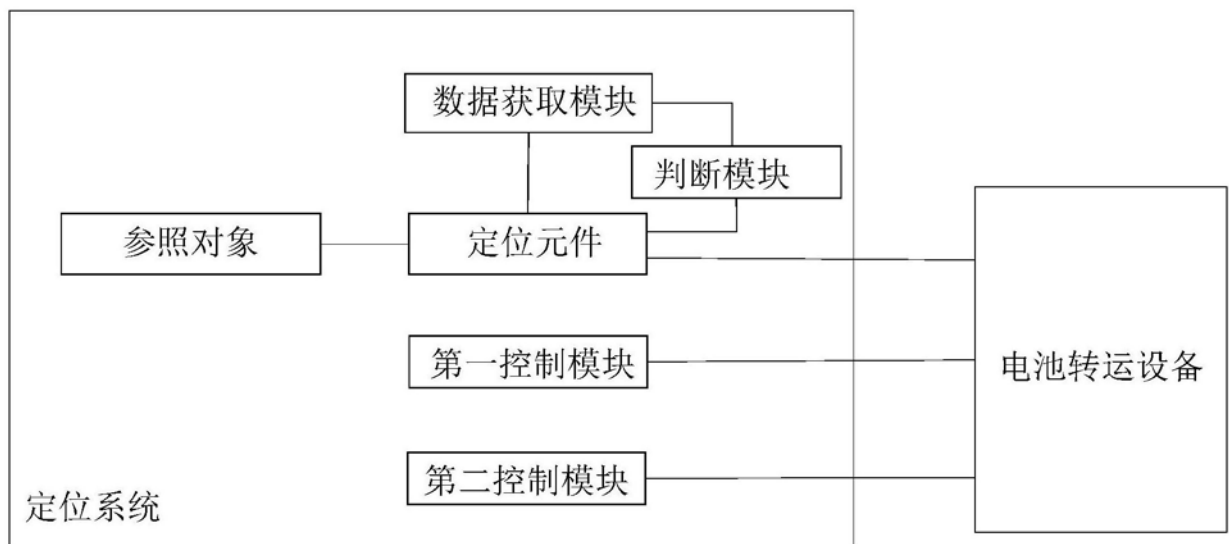 数据获取模块
判断模块
参照对象
定位元件
第一控制模块
电池转运设备
第二控制模块
定位系统